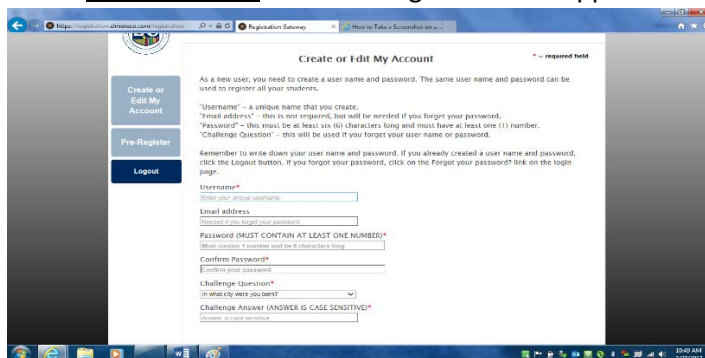 https://registration.
Registration Gateway
How to Take a Screenshot on a...
Create or Edit My Account
* = required field
Create or
Edit My
Account
Pre-Register
Logout
As a new user, you need to create a user name and password. The same user name and password can be
used to register all your students.
"Username" - a unique name that you create.
"Email address" - this is not required, but will be needed if you forget your password.
"Password" - this must be at least six (6) characters long and must have at least one (1) number.
"Challenge Question" - this will be used if you forget your user name or password.
Remember to write down your user name and password. If you already created a user name and password,
click the Logout button. If you forgot your password, click on the Forgot your password? link on the login
page.
Username*
Enter your unique username
Email address
Needed if you forget your password
Password (MUST CONTAIN AT LEAST ONE NUMBER)*
Must contain 1 number and be 6 characters long
Confirm Password*
Confirm your password
Challenge Question*
In what city were you born?
Challenge Answer (ANSWER IS CASE SENSITIVE)*
Answer is case sensitive
10:49 AM